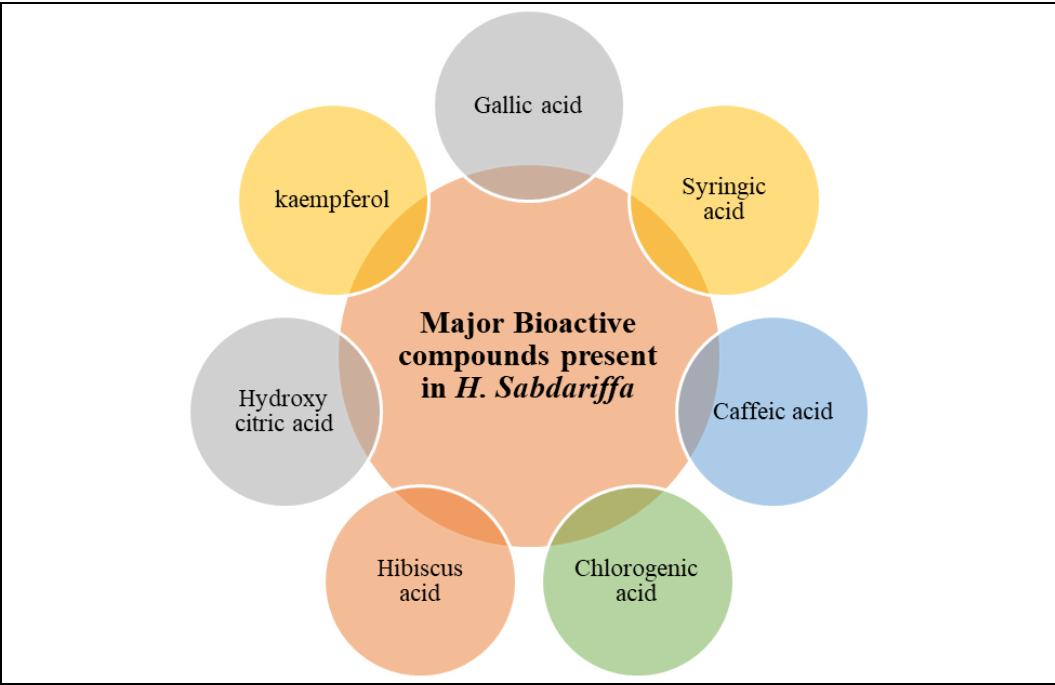 Gallic acid
Syringic
acid
Caffeic acid
Chlorogenic
acid
Hibiscus
acid
Hydroxy
citric acid
kaempferol
Major Bioactive
compounds present
in H. Sabdariffa